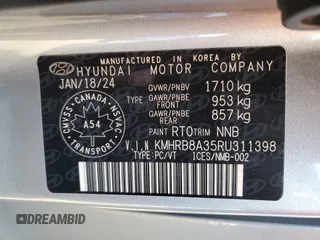 MANUFACTURED IN KOREA BY
HYUNDAI MOTOR COMPANY
JAN/18/24
GVWR/PNBV 1710 kg
TYPE GAWR/PNBE FRONT 953 kg
GAWR/PNBE REAR 857 kg
CMVSS-CANADA-NSVAC
A54
TRANSPORT
PAINT RTO TRIM NNB
V.I.N KMHRB8A35RU311398
TYPE:PC/VT ICES/NMB-002
DREAMBID